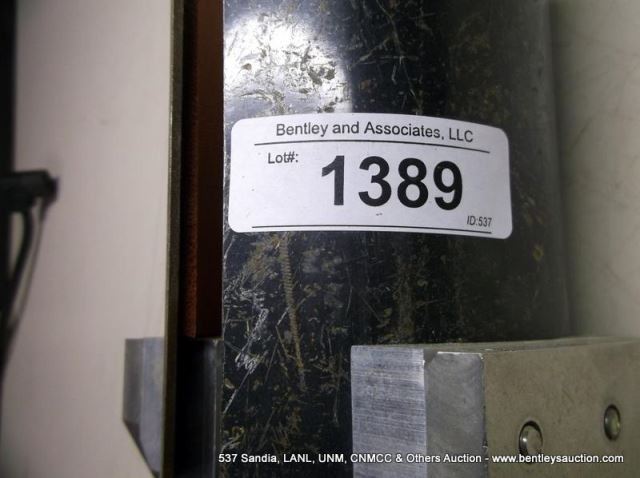 Bentley and Associates, LLC
Lot#:
1389
ID:537
537 Sandia, LANL, UNM, CNMCC & Others Auction - www.bentleysauction.com